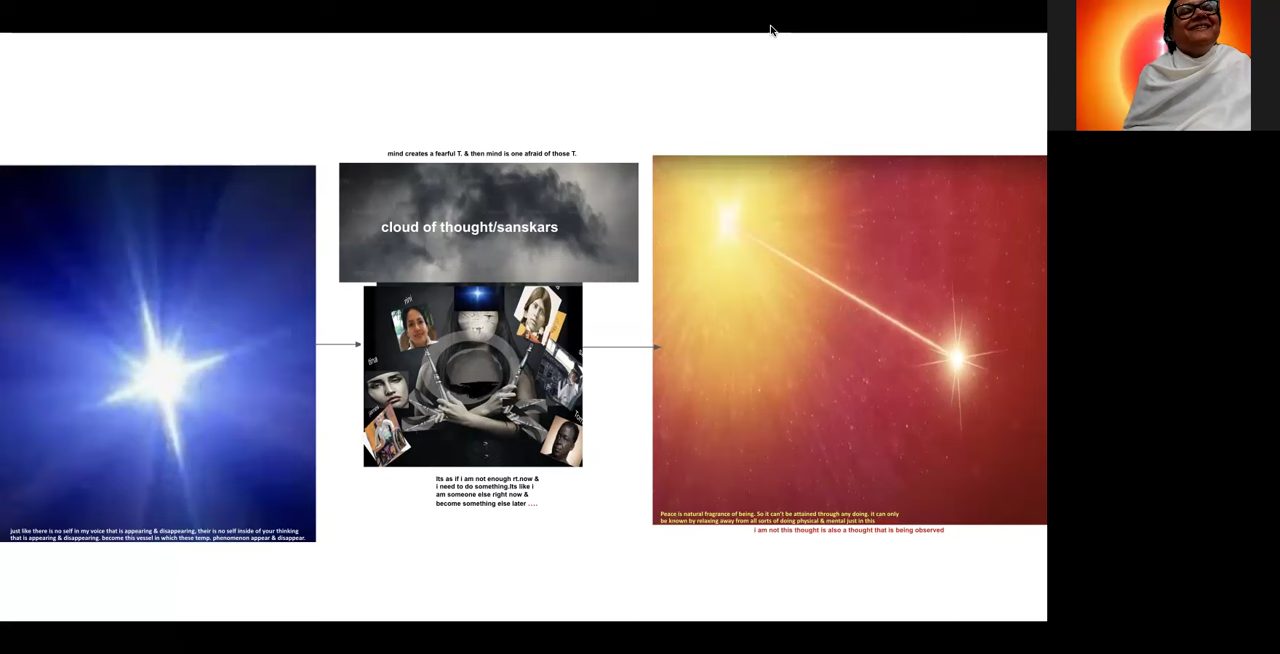 mind creates a fearful T. & then mind is one afraid of those T.
cloud of thought/sanskars
rini
tina
Its as if i am not enough rt.now &
i need to do something.Its like i
am someone else right now &
become something else later ....
just like there is no self in my voice that is appearing & disappearing, their is no self inside of your thinking
that is appearing & disappearing. become this vessel in which these temp. phenomenon appear & disappear.
Peace is natural fragrance of being. So it can't be attained through any doing. it can only
be known by relaxing away from all sorts of doing physical & mental just in this
i am not this thought is also a thought that is being observed